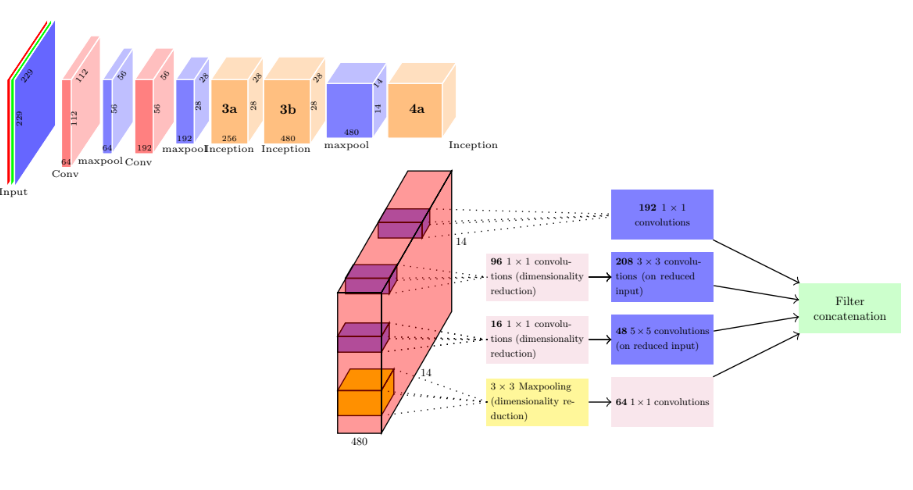 229
229
Input
112
112
64
Conv
56
56
64
maxpool
56
56
192
Conv
28
28
192
maxpool
28
28
3a
256
Inception
28
28
3b
480
Inception
14
14
480
maxpool
4a
Inception
14
14
480
192 1 × 1
convolutions
96 1 × 1 convolu-
tions (dimensionality
reduction)
208 3 × 3 convolu-
tions (on reduced
input)
16 1 × 1 convolu-
tions (dimensionality
reduction)
48 5×5 convolutions
(on reduced input)
3 × 3 Maxpooling
(dimensionality re-
duction)
64 1×1 convolutions
Filter
concatenation